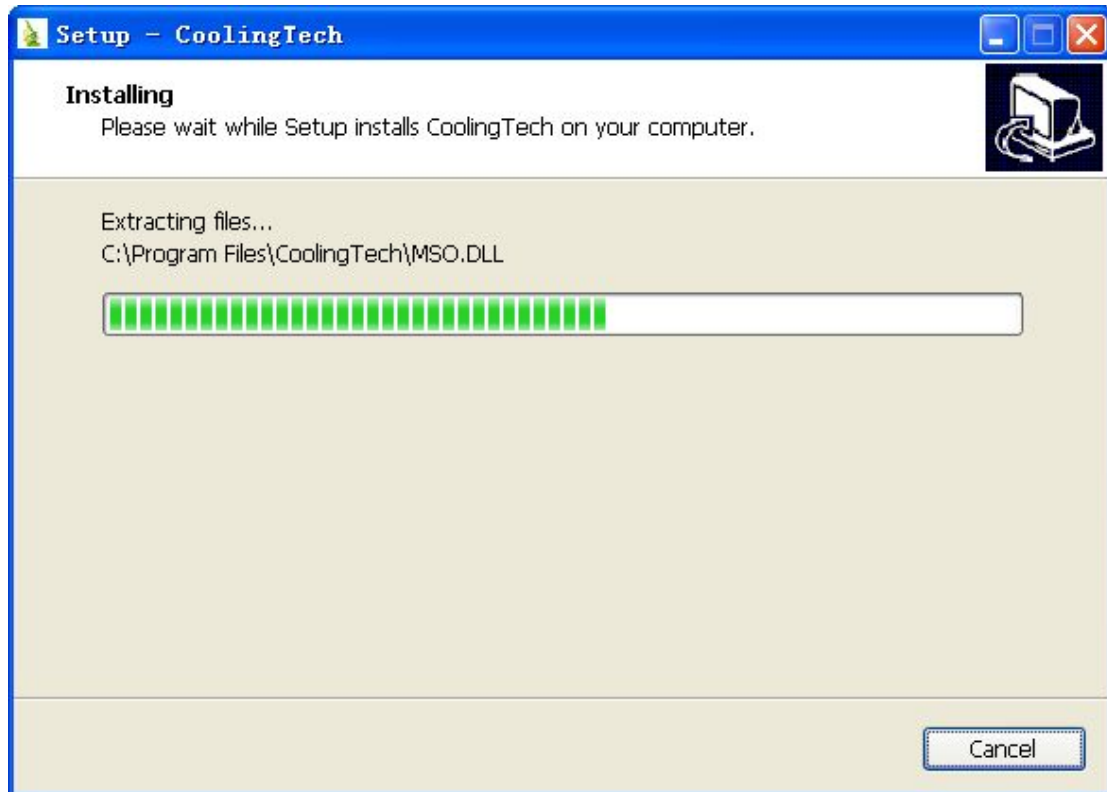 Setup - CoolingTech
Installing
Please wait while Setup installs CoolingTech on your computer.
Extracting files...
C:\Program Files\CoolingTech\MSO.DLL
Cancel